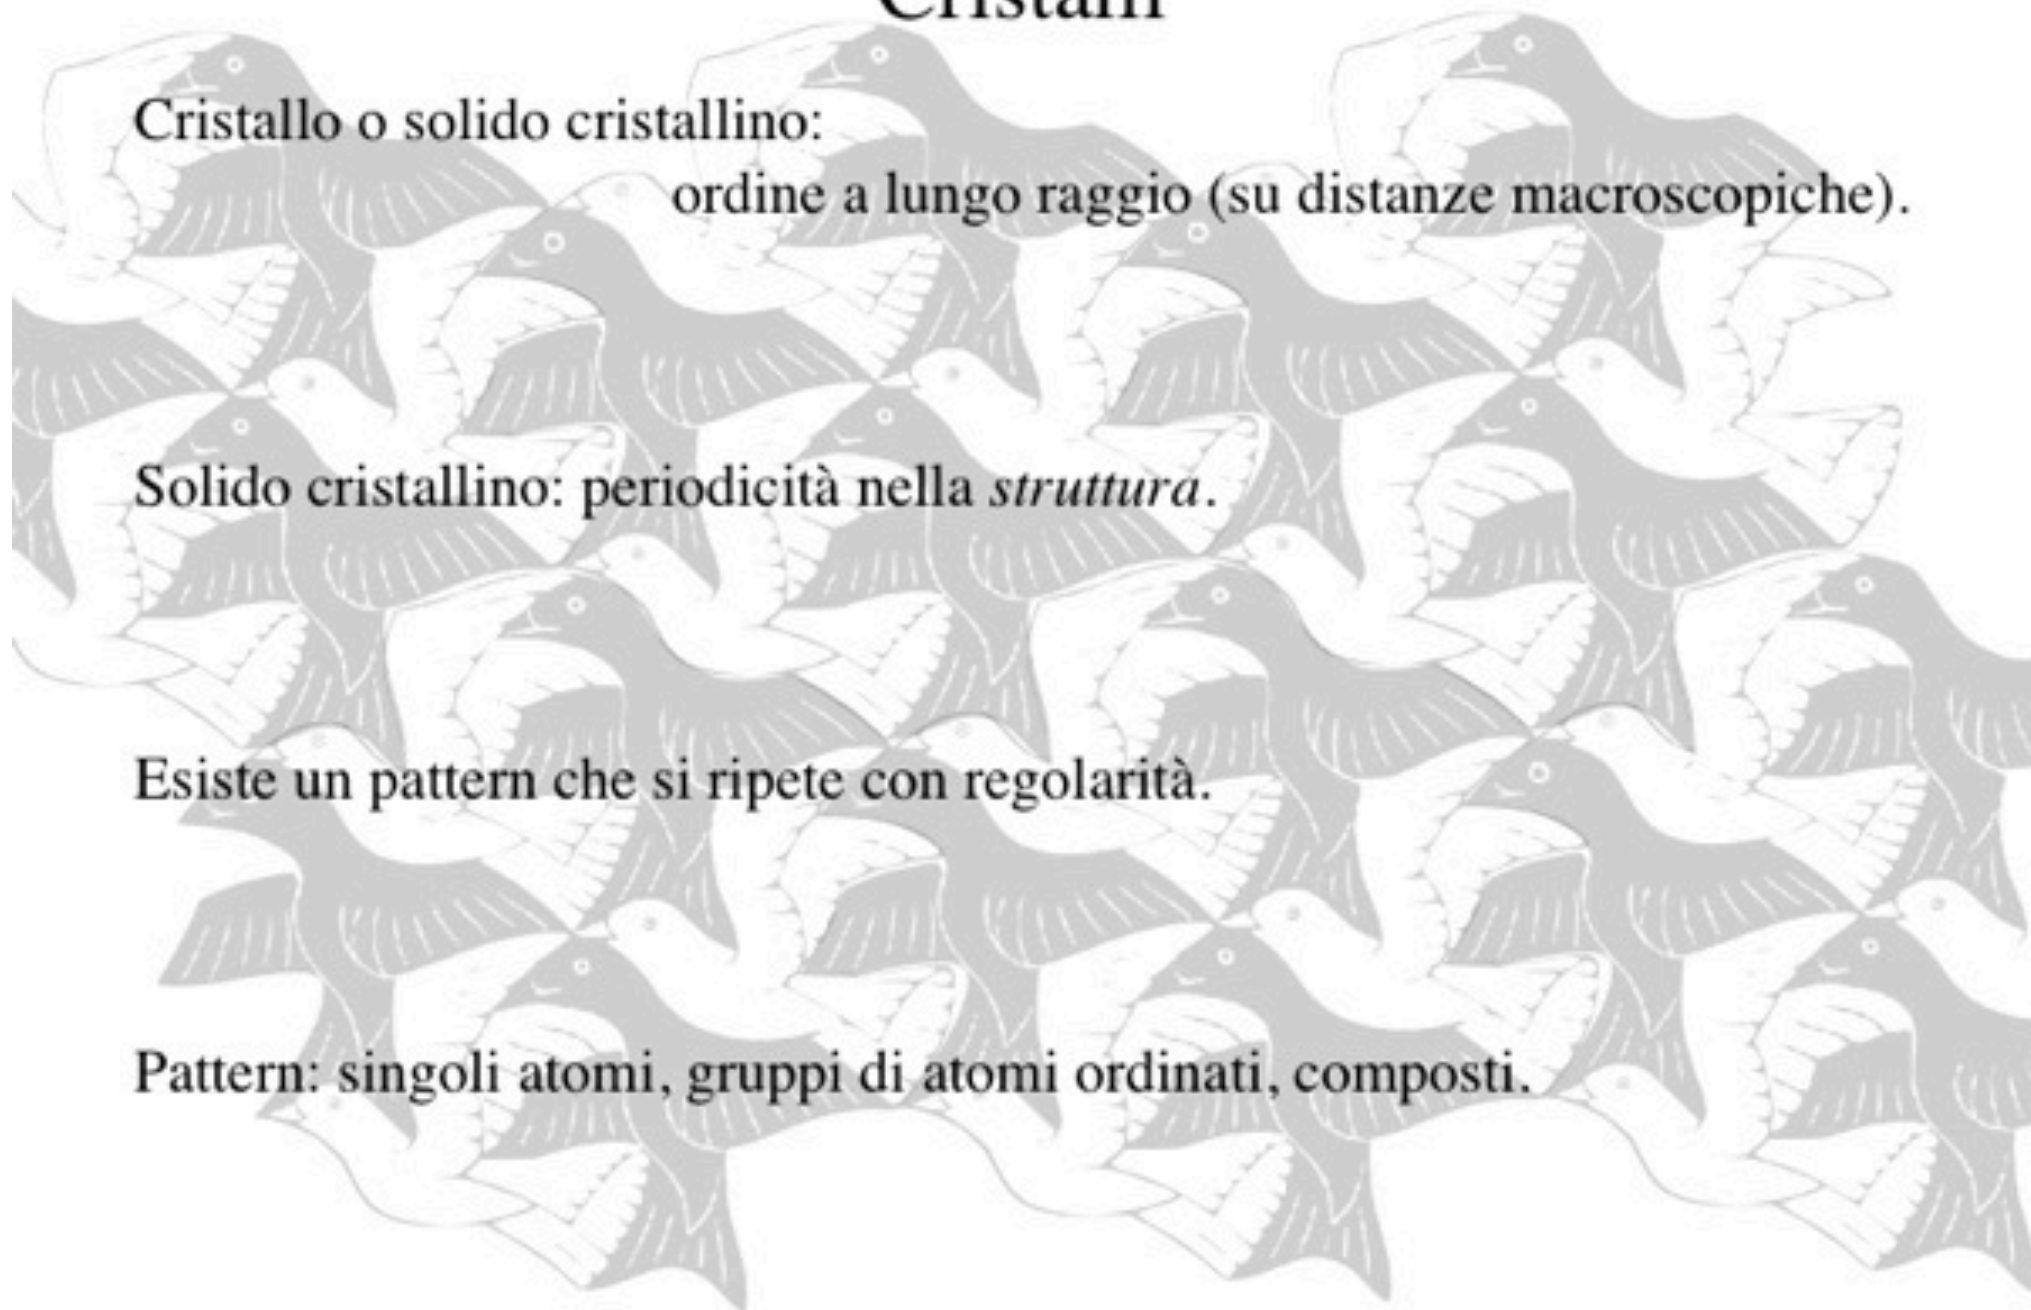 Cristalli
Cristallo o solido cristallino:
ordine a lungo raggio (su distanze macroscopiche).
Solido cristallino: periodicità nella struttura.
Esiste un pattern che si ripete con regolarità.
Pattern: singoli atomi, gruppi di atomi ordinati, composti.